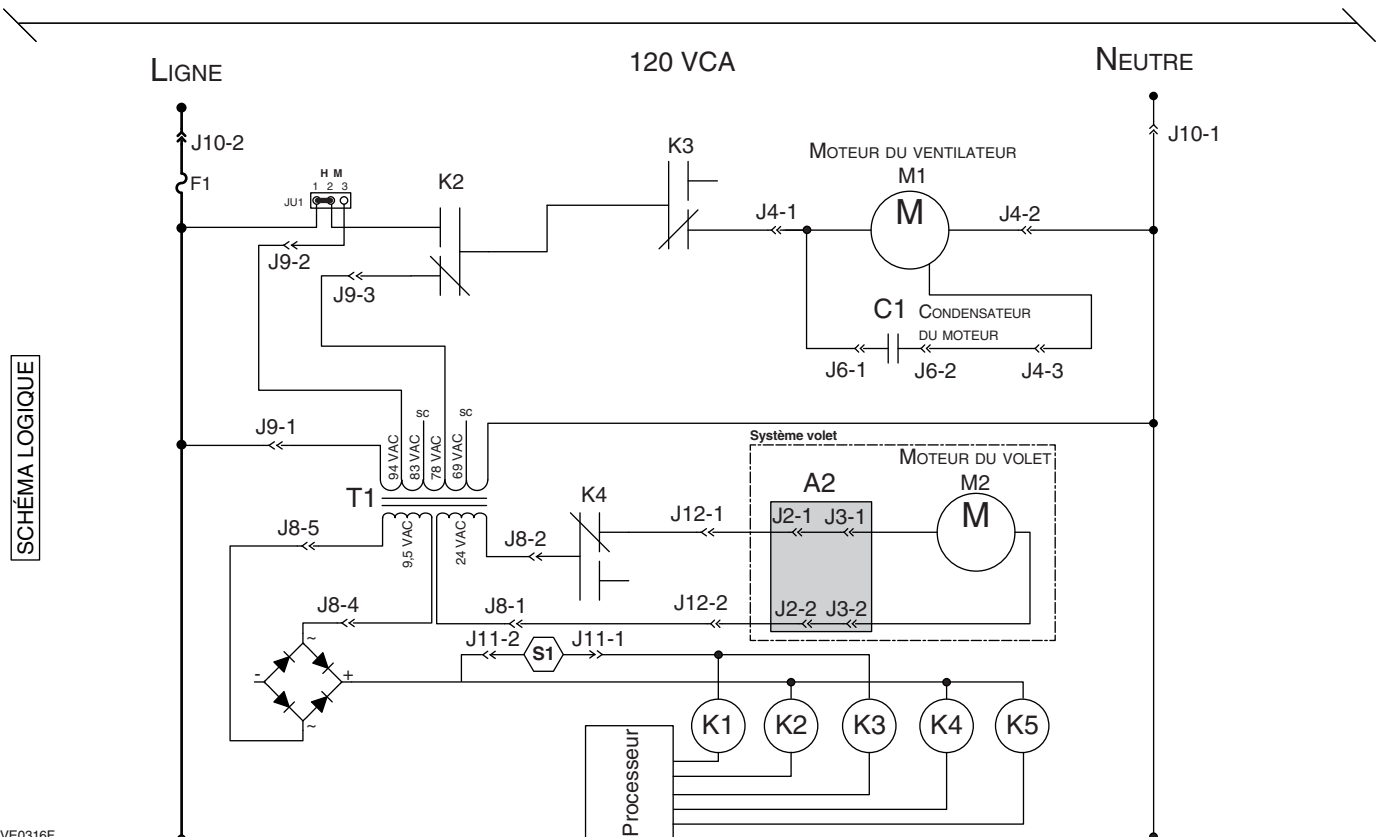 LIGNE
120 VCA
NEUTRE
J10-2
J10-1
F1
H M
1 2 3
JU1
K2
K3
MOTEUR DU VENTILATEUR
M1
M
J4-1
J4-2
J9-2
J9-3
C1 CONDENSATEUR
DU MOTEUR
J6-1
J6-2
J4-3
SCHÉMA LOGIQUE
J9-1
94 VAC
83 VAC
78 VAC
69 VAC
SC
SC
T1
9,5 VAC
24 VAC
Système volet
MOTEUR DU VOLET
A2
M2
M
K4
J8-5
J8-2
J12-1
J2-1
J3-1
J8-4
J8-1
J12-2
J2-2
J3-2
~
-
+
~
J11-2
S1
J11-1
K1
K2
K3
K4
K5
Processeur
VE0316F